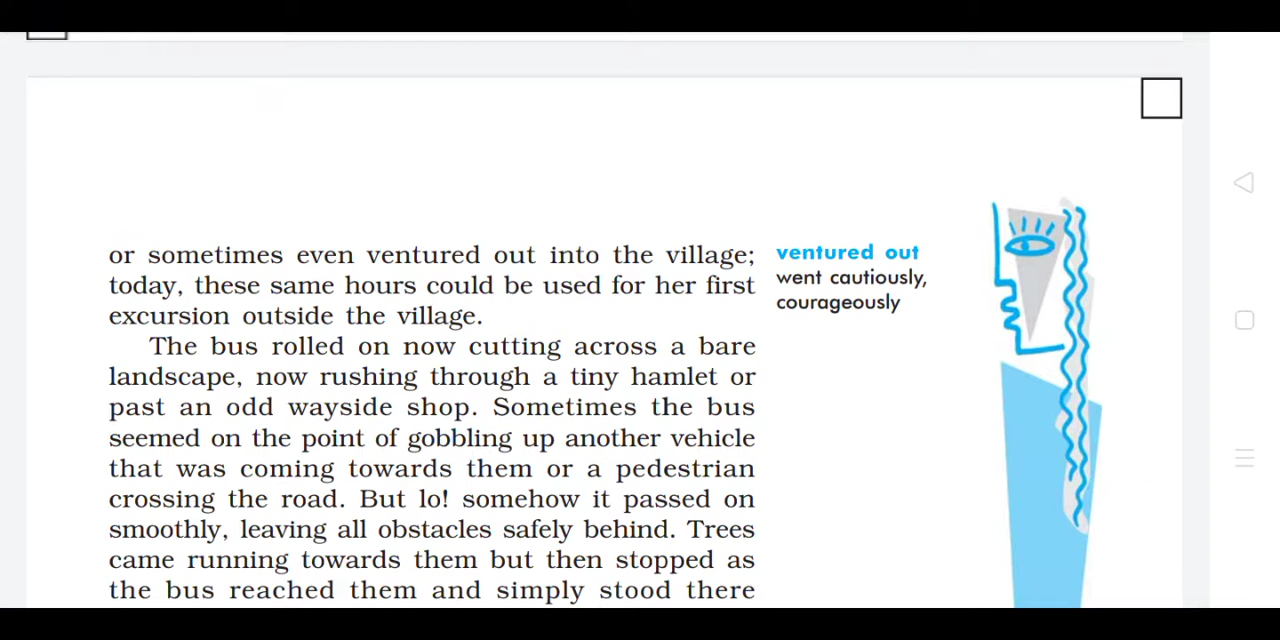 or sometimes even ventured out into the village;
today, these same hours could be used for her first
excursion outside the village.
The bus rolled on now cutting across a bare
landscape, now rushing through a tiny hamlet or
past an odd wayside shop. Sometimes the bus
seemed on the point of gobbling up another vehicle
that was coming towards them or a pedestrian
crossing the road. But lo! somehow it passed on
smoothly, leaving all obstacles safely behind. Trees
came running towards them but then stopped as
the bus reached them and simply stood there
ventured out
went cautiously,
courageously